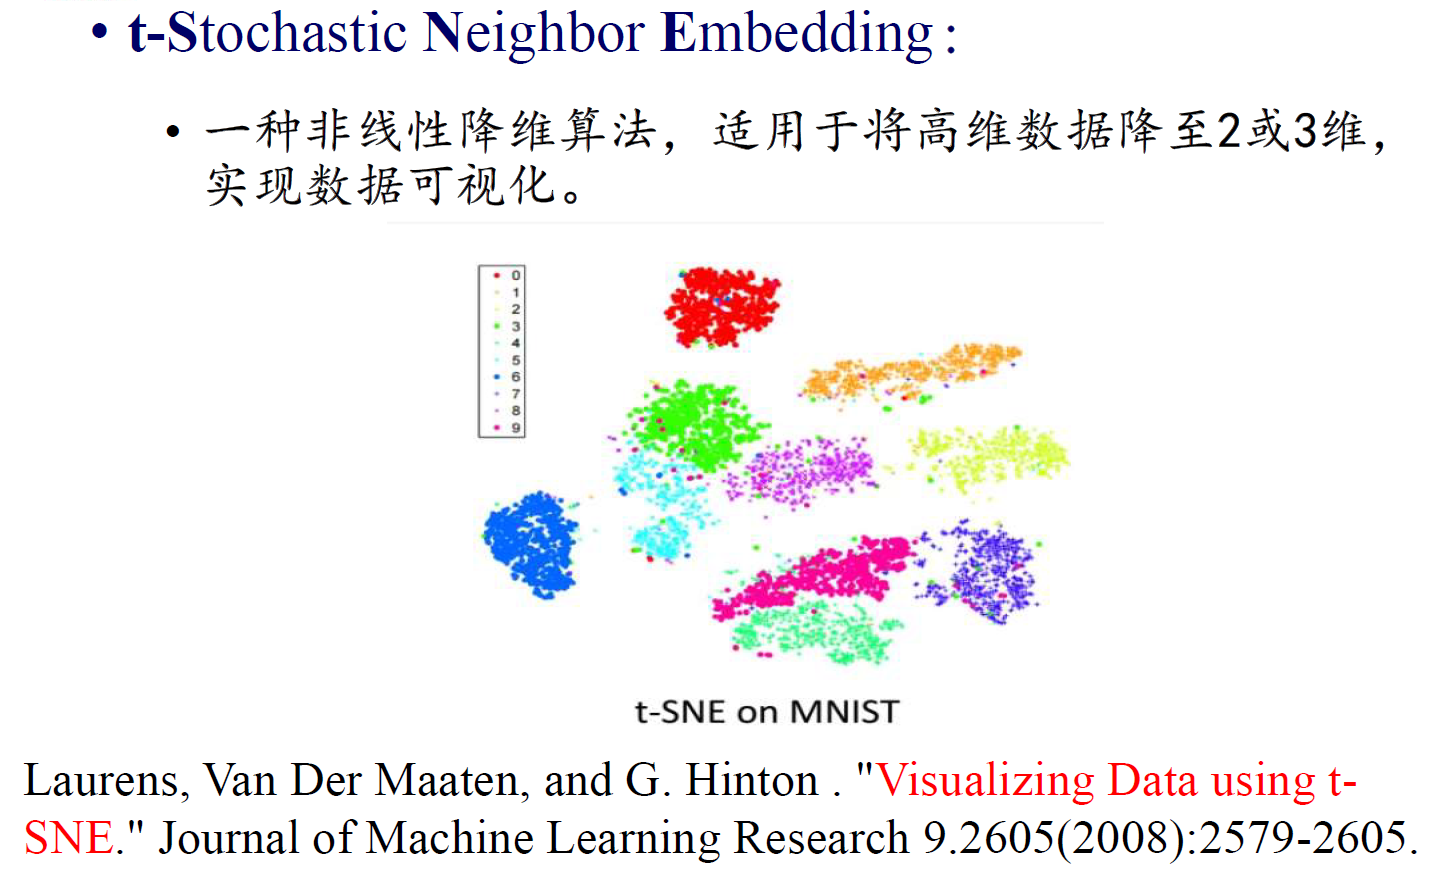 • t-Stochastic Neighbor Embedding:
• 一种非线性降维算法，适用于将高维数据降至2或3维，
实现数据可视化。
0
1
2
3
4
5
6
7
8
9
t-SNE on MNIST
Laurens, Van Der Maaten, and G. Hinton . "Visualizing Data using t-
SNE." Journal of Machine Learning Research 9.2605(2008):2579-2605.